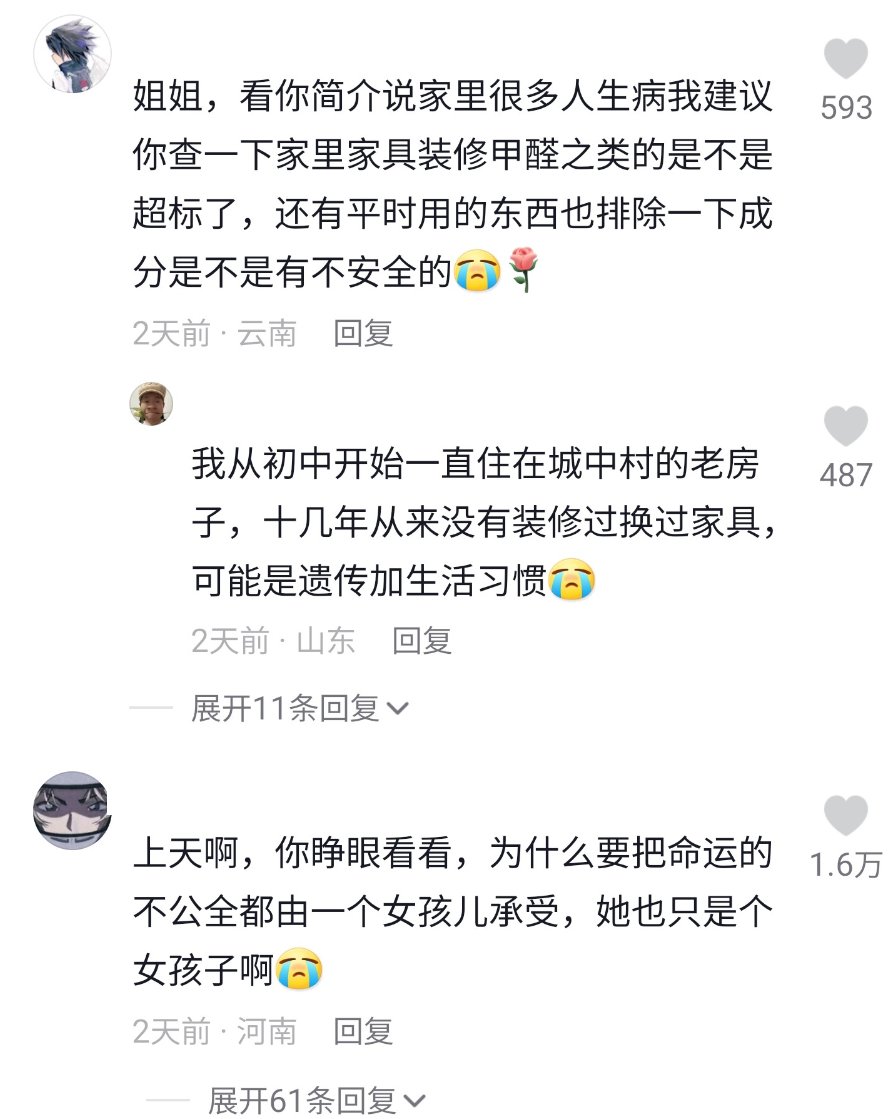 姐姐，看你简介说家里很多人生病我建议
593
你查一下家里家具装修甲醛之类的是不是
超标了，还有平时用的东西也排除一下成
分是不是有不安全的😭🌹
2天前 · 云南 回复
我从初中开始一直住在城中村的老房
487
子，十几年从来没有装修过换过家具，
可能是遗传加生活习惯😭
2天前 · 山东 回复
展开11条回复
上天啊，你睁眼看看，为什么要把命运的
1.6万
不公全都由一个女孩儿承受，她也只是个
女孩子啊😭
2天前 · 河南 回复
展开61条回复